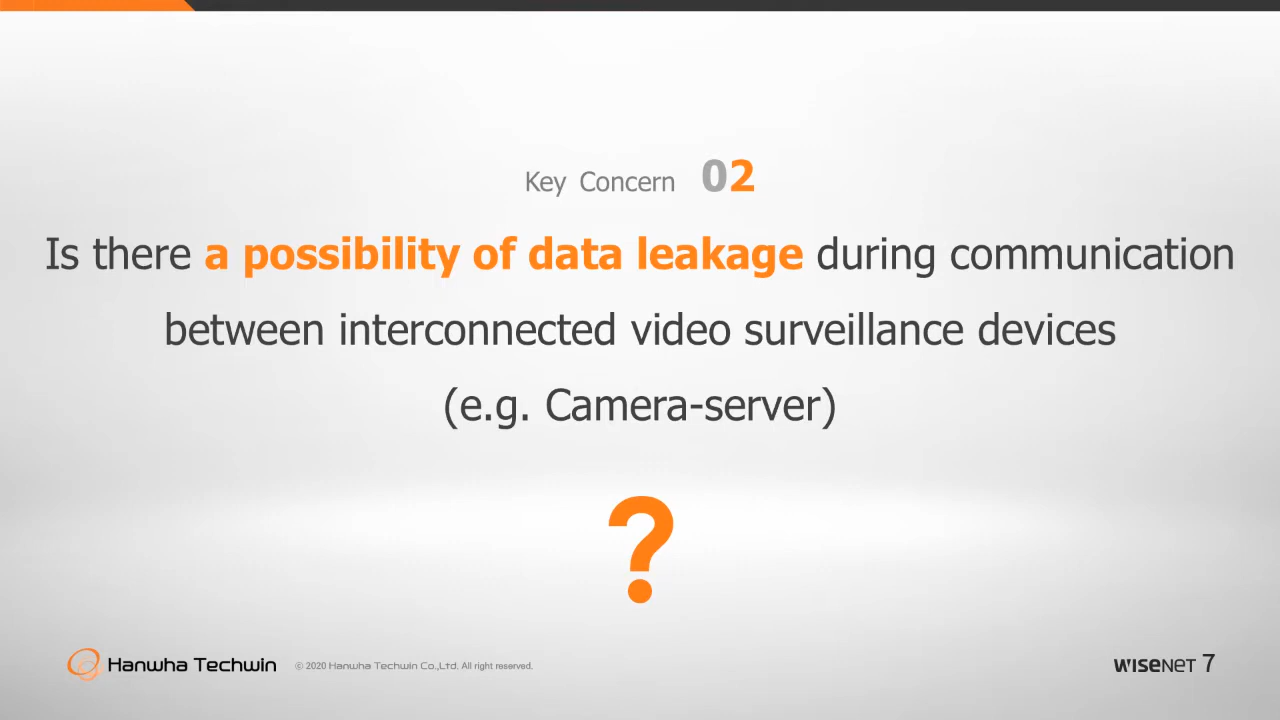 Key Concern 02
Is there a possibility of data leakage during communication
between interconnected video surveillance devices
(e.g. Camera-server)
?
Hanwha Techwin
© 2020 Hanwha Techwin Co.,Ltd. All right reserved.
WISENET 7